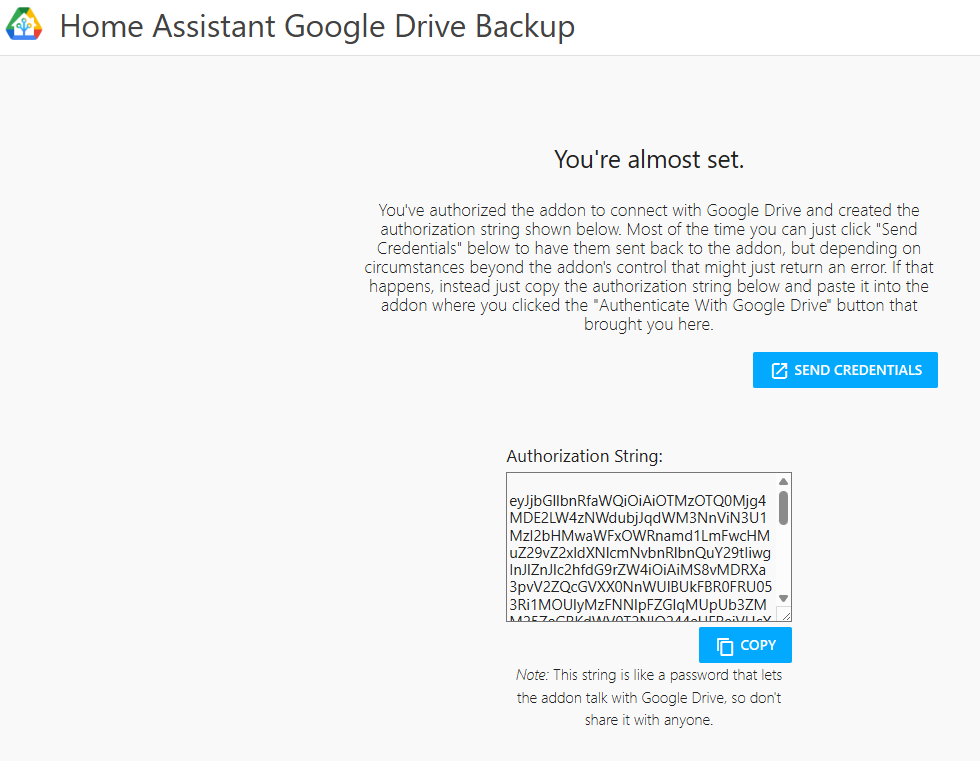 Home Assistant Google Drive Backup
You're almost set.
You've authorized the addon to connect with Google Drive and created the
authorization string shown below. Most of the time you can just click "Send
Credentials" below to have them sent back to the addon, but depending on
circumstances beyond the addon's control that might just return an error. If that
happens, instead just copy the authorization string below and paste it into the
addon where you clicked the "Authenticate With Google Drive" button that
brought you here.
SEND CREDENTIALS
Authorization String:
COPY
Note: This string is like a password that lets
the addon talk with Google Drive, so don't
share it with anyone.